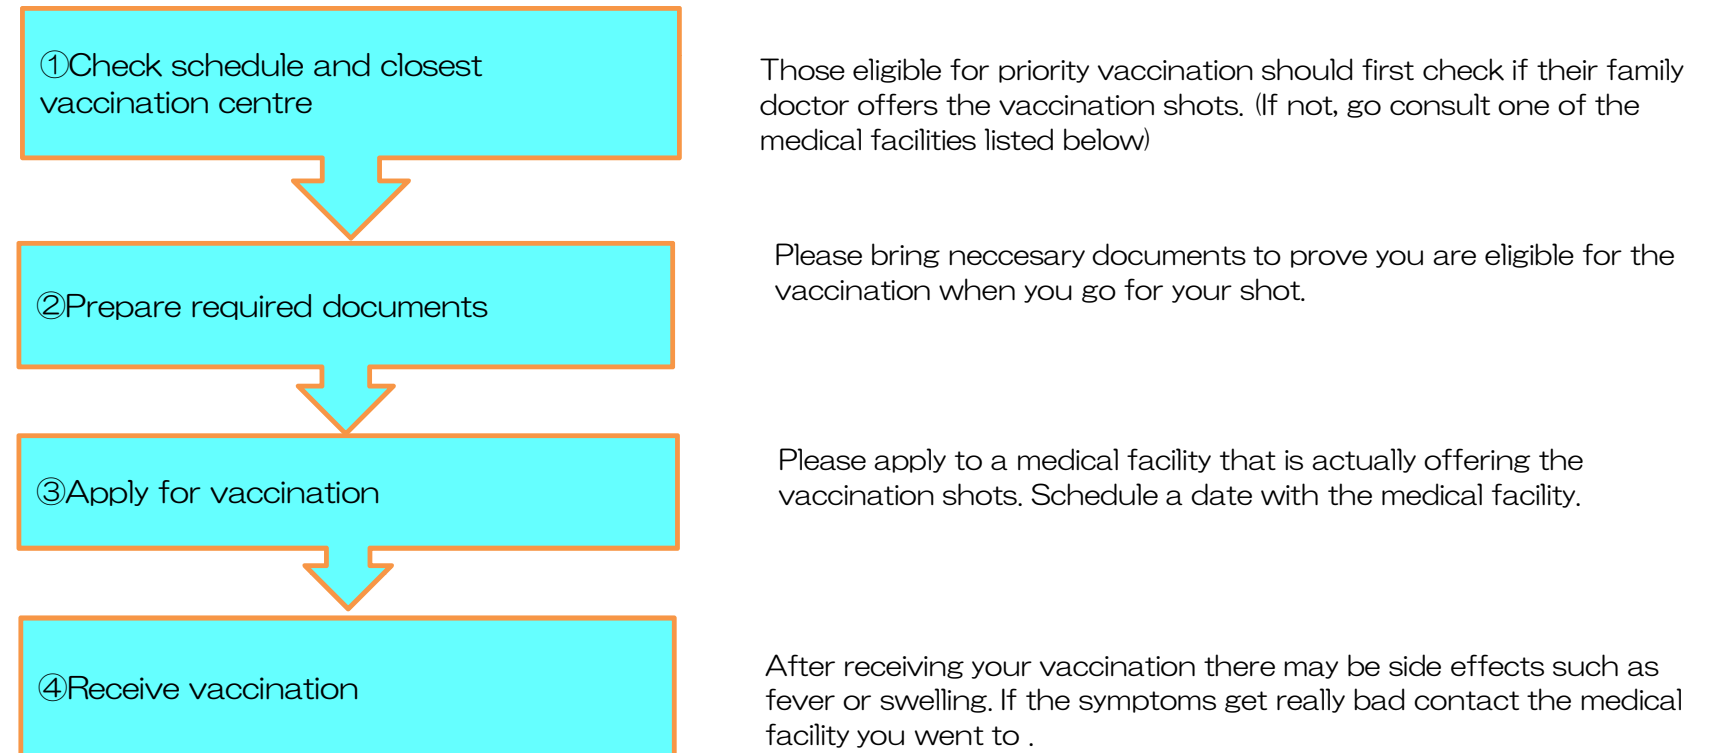 ①Check schedule and closest
vaccination centre
Those eligible for priority vaccination should first check if their family
doctor offers the vaccination shots. (If not, go consult one of the
medical facilities listed below)
②Prepare required documents
Please bring neccesary documents to prove you are eligible for the
vaccination when you go for your shot.
③Apply for vaccination
Please apply to a medical facility that is actually offering the
vaccination shots. Schedule a date with the medical facility.
④Receive vaccination
After receiving your vaccination there may be side effects such as
fever or swelling. If the symptoms get really bad contact the medical
facility you went to .